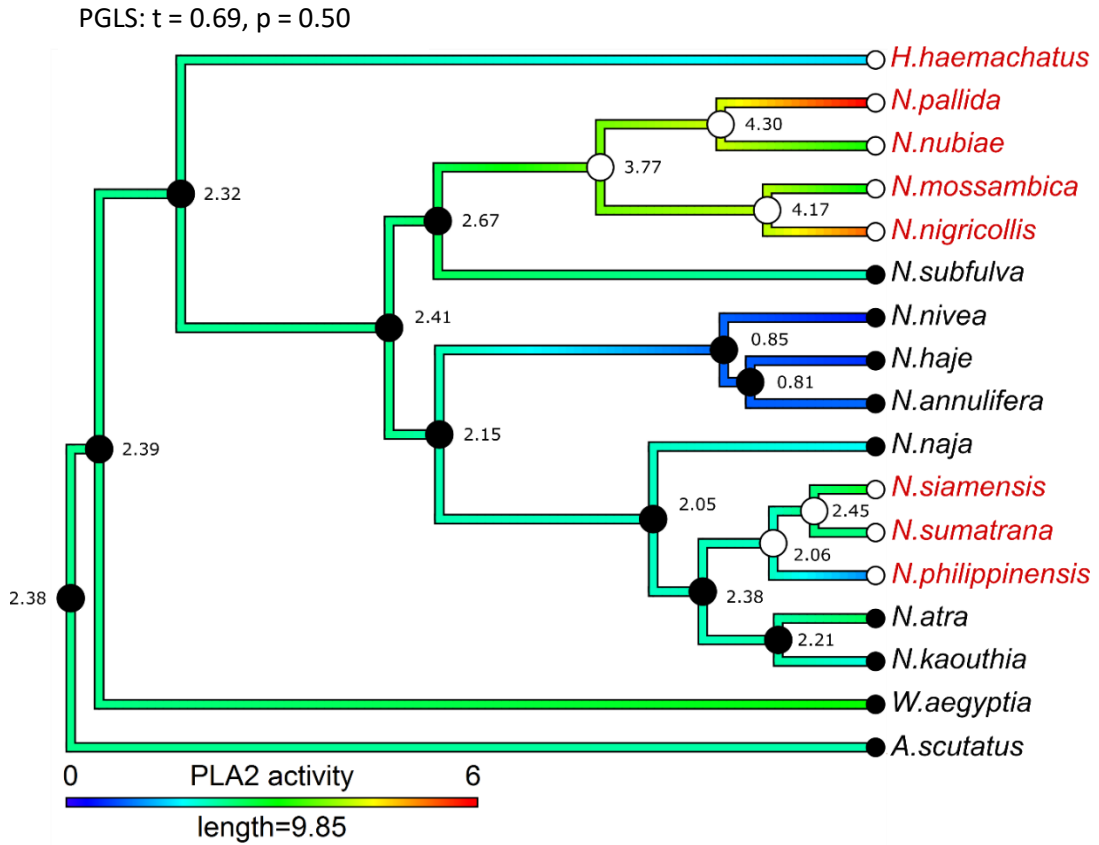 PGLS: t = 0.69, p = 0.50
H.haemachatus
N.pallida
4.30
N.nubiae
3.77
N.mossambica
2.32
4.17
N.nigricollis
2.67
N.subfulva
2.41
N.nivea
0.85
N.haje
0.81
N.annulifera
2.39
2.15
N.naja
N.siamensis
2.05
2.45
N.sumatrana
2.06
N.philippinensis
2.38
2.38
N.atra
2.21
N.kaouthia
W.aegyptia
A.scutatus
0 PLA2 activity 6
length=9.85